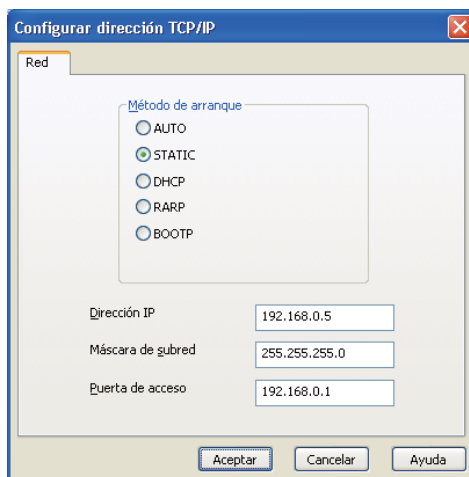 Configurar dirección TCP/IP
Red
Método de arranque
AUTO
STATIC
DHCP
RARP
BOOTP
Dirección IP 192.168.0.5
Máscara de subred 255.255.255.0
Puerta de acceso 192.168.0.1
Aceptar Cancelar Ayuda